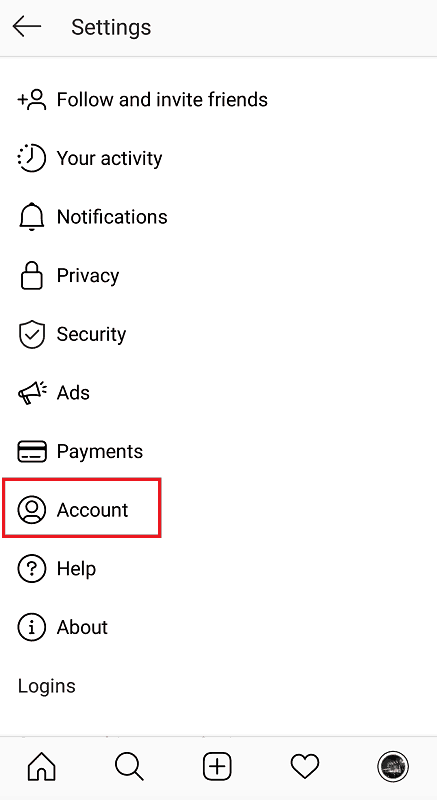 Settings
Follow and invite friends
Your activity
Notifications
Privacy
Security
Ads
Payments
Account
Help
About
Logins